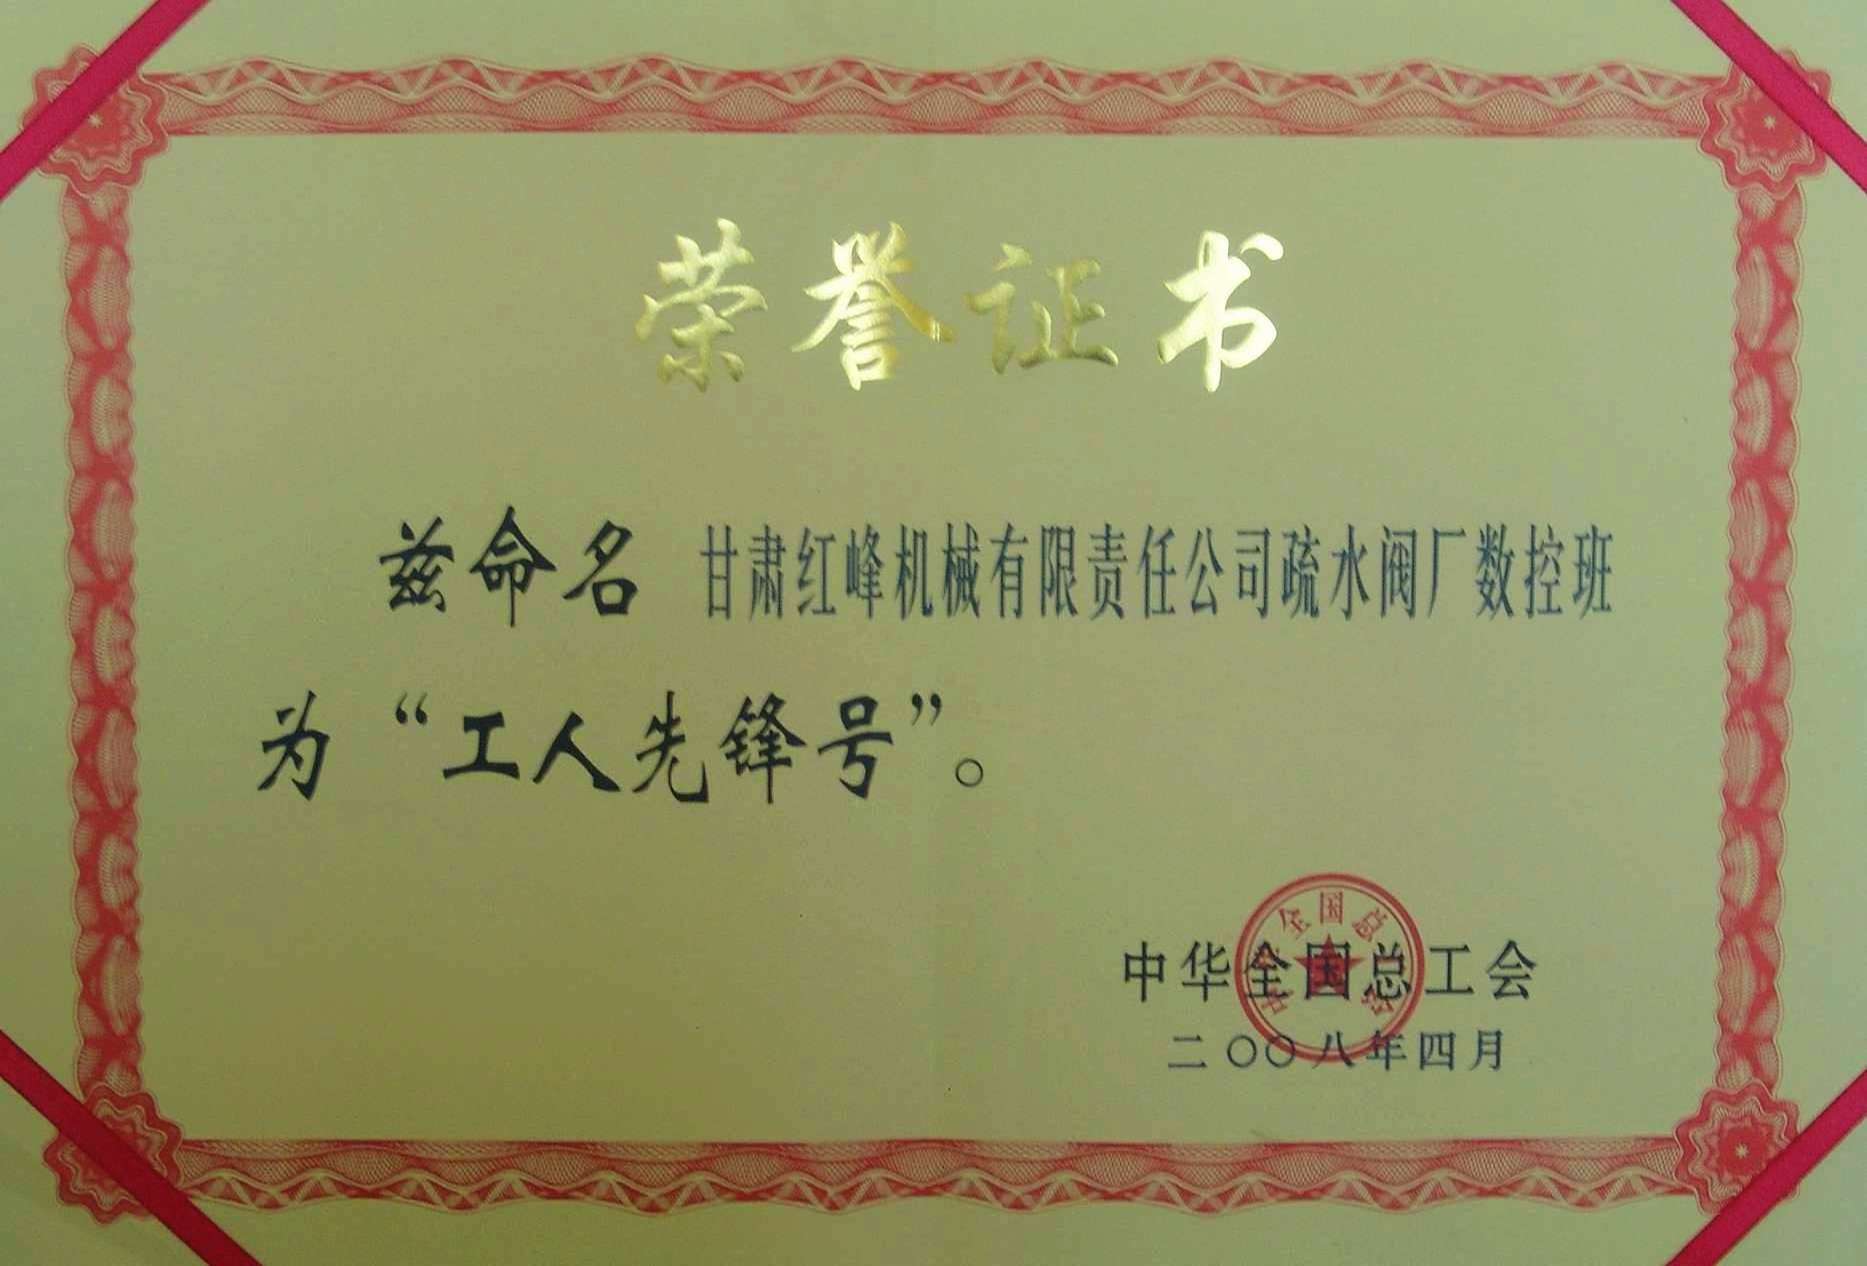 荣誉证书
兹命名 甘肃红峰机械有限责任公司疏水阀厂数控班
为“工人先锋号”。
中华全国总工会
二〇〇八年四月